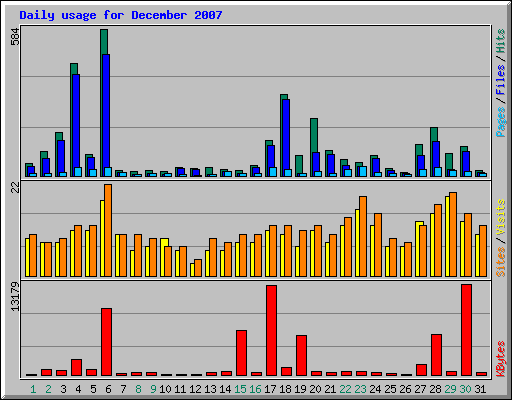 Daily usage for December 2007
584
22
13179
Pages / Files / Hits
Sites / Visits
KBytes
1 2 3 4 5 6 7 8 9 10 11 12 13 14 15 16 17 18 19 20 21 22 23 24 25 26 27 28 29 30 31